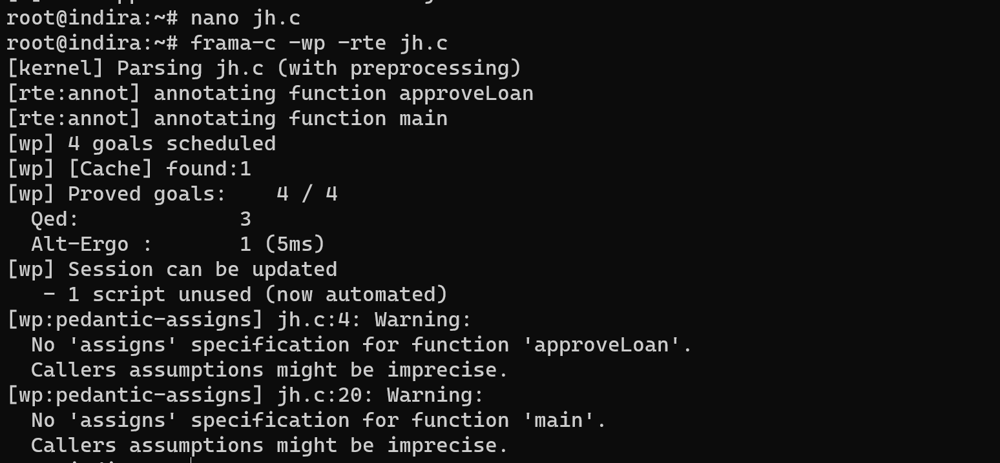 root@indira:~# nano jh.c
root@indira:~# frama-c -wp -rte jh.c
[kernel] Parsing jh.c (with preprocessing)
[rte:annot] annotating function approveLoan
[rte:annot] annotating function main
[wp] 4 goals scheduled
[wp] [Cache] found:1
[wp] Proved goals:    4 / 4
  Qed:             3
  Alt-Ergo :       1 (5ms)
[wp] Session can be updated
   - 1 script unused (now automated)
[wp:pedantic-assigns] jh.c:4: Warning:
  No 'assigns' specification for function 'approveLoan'.
  Callers assumptions might be imprecise.
[wp:pedantic-assigns] jh.c:20: Warning:
  No 'assigns' specification for function 'main'.
  Callers assumptions might be imprecise.